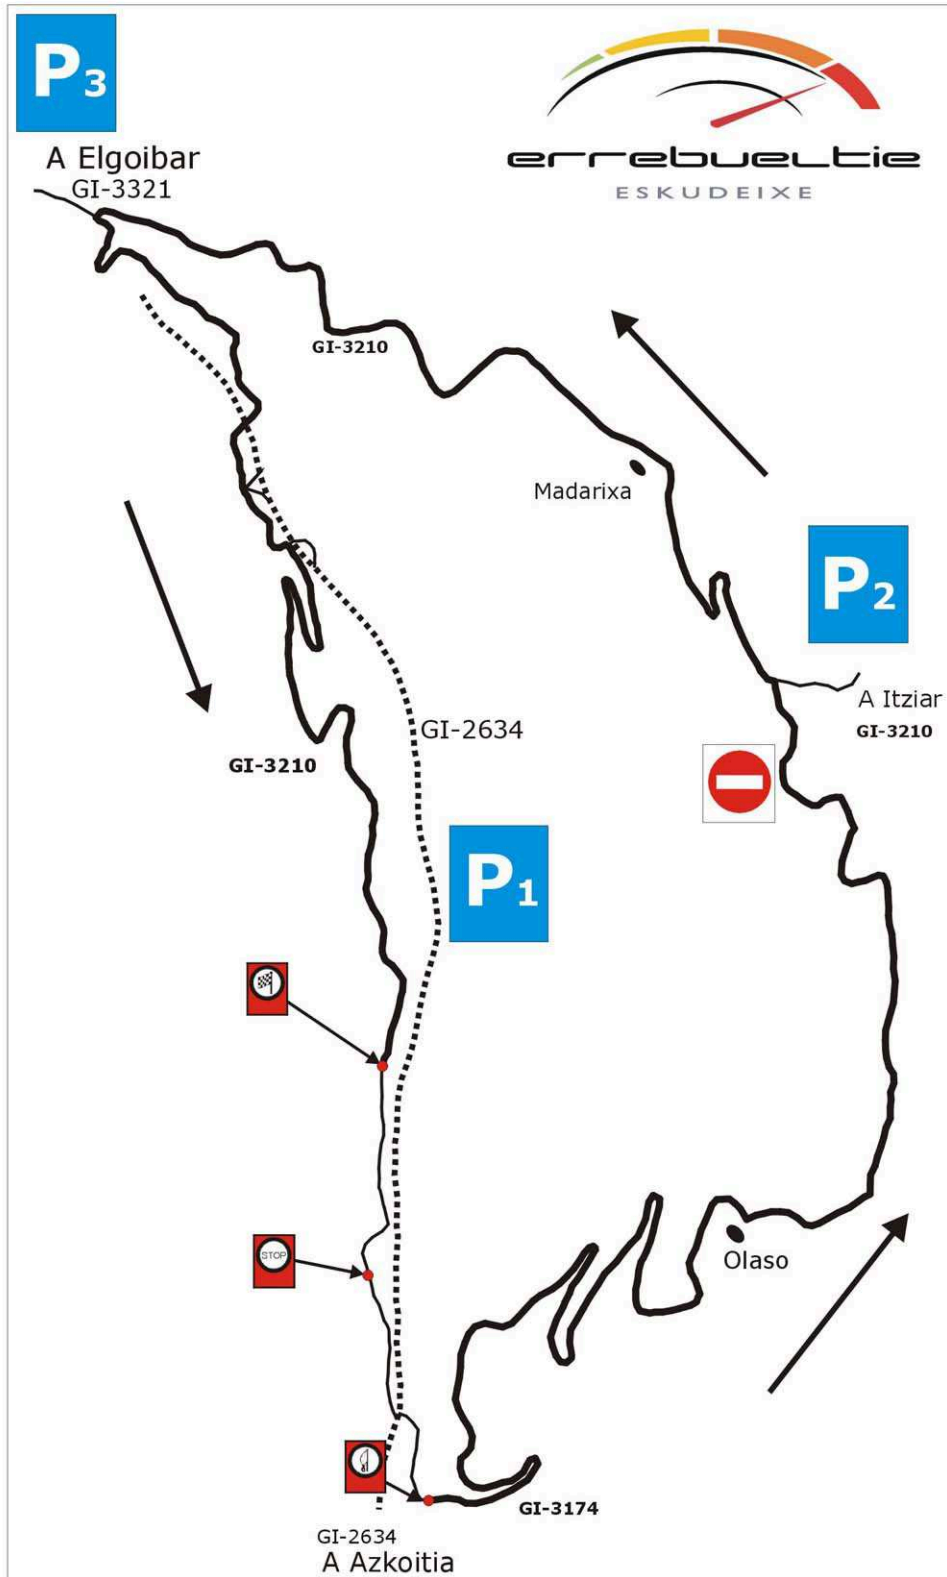 P3
A Elgoibar
GI-3321
errebueltie
ESKUDEIXE
GI-3210
Madarixa
P2
A Itziar
GI-3210
GI-2634
GI-3210
P1
STOP
Olaso
GI-3174
GI-2634
A Azkoitia